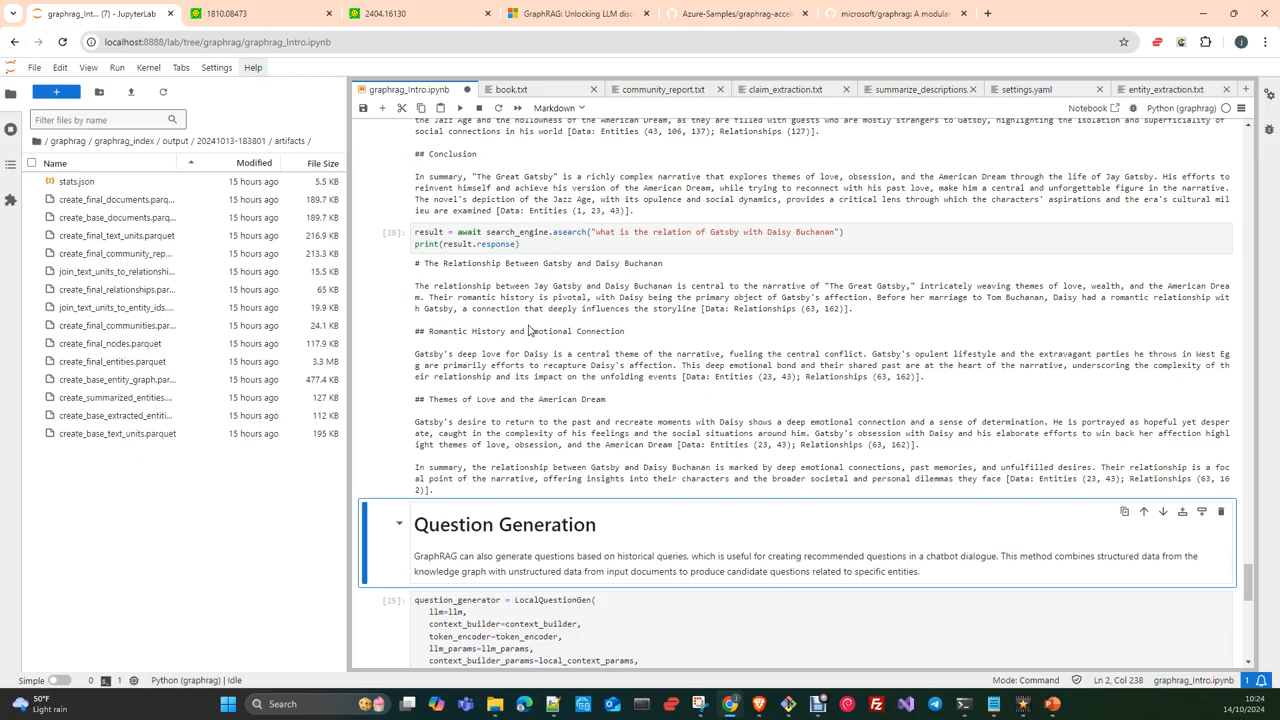 graphrag_Intro.ipynb (7) - JupyterLab
1810.08473
2404.16130
GraphRAG: Unlocking LLM disc
Azure-Samples/graphrag-accele
microsoft/graphrag: A modular
localhost:8888/lab/tree/graphrag/graphrag_Intro.ipynb
File Edit View Run Kernel Tabs Settings Help
graphrag_Intro.ipynb
book.txt
community_report.txt
claim_extraction.txt
summarize_descriptions.
settings.yaml
entity_extraction.txt
Markdown
Notebook
Python (graphrag)
Filter files by name
/ graphrag / graphrag_index / output / 20241013-183801 / artifacts /
Name Modified File Size
stats.json 15 hours ago 5.5 KB
create_final_documents.parq... 15 hours ago 189.7 KB
create_base_documents.parq... 15 hours ago 189.7 KB
create_final_text_units.parquet 15 hours ago 216.9 KB
create_final_community_rep... 15 hours ago 213.3 KB
join_text_units_to_relationshi... 15 hours ago 15.5 KB
create_final_relationships.parq... 15 hours ago 65 KB
join_text_units_to_entity_ids.... 15 hours ago 19.9 KB
create_final_communities.par... 15 hours ago 24.1 KB
create_final_nodes.parquet 15 hours ago 117.9 KB
create_final_entities.parquet 15 hours ago 3.3 MB
create_base_entity_graph.par... 15 hours ago 477.4 KB
create_summarized_entities.... 15 hours ago 127 KB
create_base_extracted_entiti... 15 hours ago 112 KB
create_base_text_units.parquet 15 hours ago 195 KB
the Jazz Age and the hollowness of the American Dream, as they are filled with guests who are mostly strangers to Gatsby, highlighting the isolation and superficiality of
social connections in his world [Data: Entities (43, 106, 137); Relationships (127)].
## Conclusion
In summary, "The Great Gatsby" is a richly complex narrative that explores themes of love, obsession, and the American Dream through the life of Jay Gatsby. His efforts to
reinvent himself and achieve his version of the American Dream, while trying to reconnect with his past love, make him a central and unforgettable figure in the narrative.
The novel's depiction of the Jazz Age, with its opulence and social dynamics, provides a critical lens through which the characters' aspirations and the era's cultural mil
ieu are examined [Data: Entities (1, 23, 43)].
[28]: result = await search_engine.asearch("what is the relation of Gatsby with Daisy Buchanan")
print(result.response)
# The Relationship Between Gatsby and Daisy Buchanan
The relationship between Jay Gatsby and Daisy Buchanan is central to the narrative of "The Great Gatsby," intricately weaving themes of love, wealth, and the American Drea
m. Their romantic history is pivotal, with Daisy being the primary object of Gatsby's affection. Before her marriage to Tom Buchanan, Daisy had a romantic relationship wit
h Gatsby, a connection that deeply influences the storyline [Data: Relationships (63, 162)].
## Romantic History and Emotional Connection
Gatsby's deep love for Daisy is a central theme of the narrative, fueling the central conflict. Gatsby's opulent lifestyle and the extravagant parties he throws in West Eg
g are primarily efforts to recapture Daisy's affection. This deep emotional bond and their shared past are at the heart of the narrative, underscoring the complexity of th
eir relationship and its impact on the unfolding events [Data: Entities (23, 43); Relationships (63, 162)].
## Themes of Love and the American Dream
Gatsby's desire to return to the past and recreate moments with Daisy shows a deep emotional connection and a sense of determination. He is portrayed as hopeful yet desper
ate, caught in the complexity of his feelings and the social situations around him. Gatsby's obsession with Daisy and his elaborate efforts to win back her affection highl
ight themes of love, obsession, and the American Dream [Data: Entities (23, 43); Relationships (63, 162)].
In summary, the relationship between Gatsby and Daisy Buchanan is marked by deep emotional connections, past memories, and unfulfilled desires. Their relationship is a foc
al point of the narrative, offering insights into their characters and the broader societal and personal dilemmas they face [Data: Entities (23, 43); Relationships (63, 16
2)].
Question Generation
GraphRAG can also generate questions based on historical queries, which is useful for creating recommended questions in a chatbot dialogue. This method combines structured data from the
knowledge graph with unstructured data from input documents to produce candidate questions related to specific entities.
[25]: question_generator = LocalQuestionGen(
llm=llm,
context_builder=context_builder,
token_encoder=token_encoder,
llm_params=llm_params,
context_builder_params=local_context_params,
Simple 0 1 Python (graphrag) | Idle
Mode: Command Ln 2, Col 238 graphrag_Intro.ipynb 1
50°F
Light rain
Search
10:24
14/10/2024